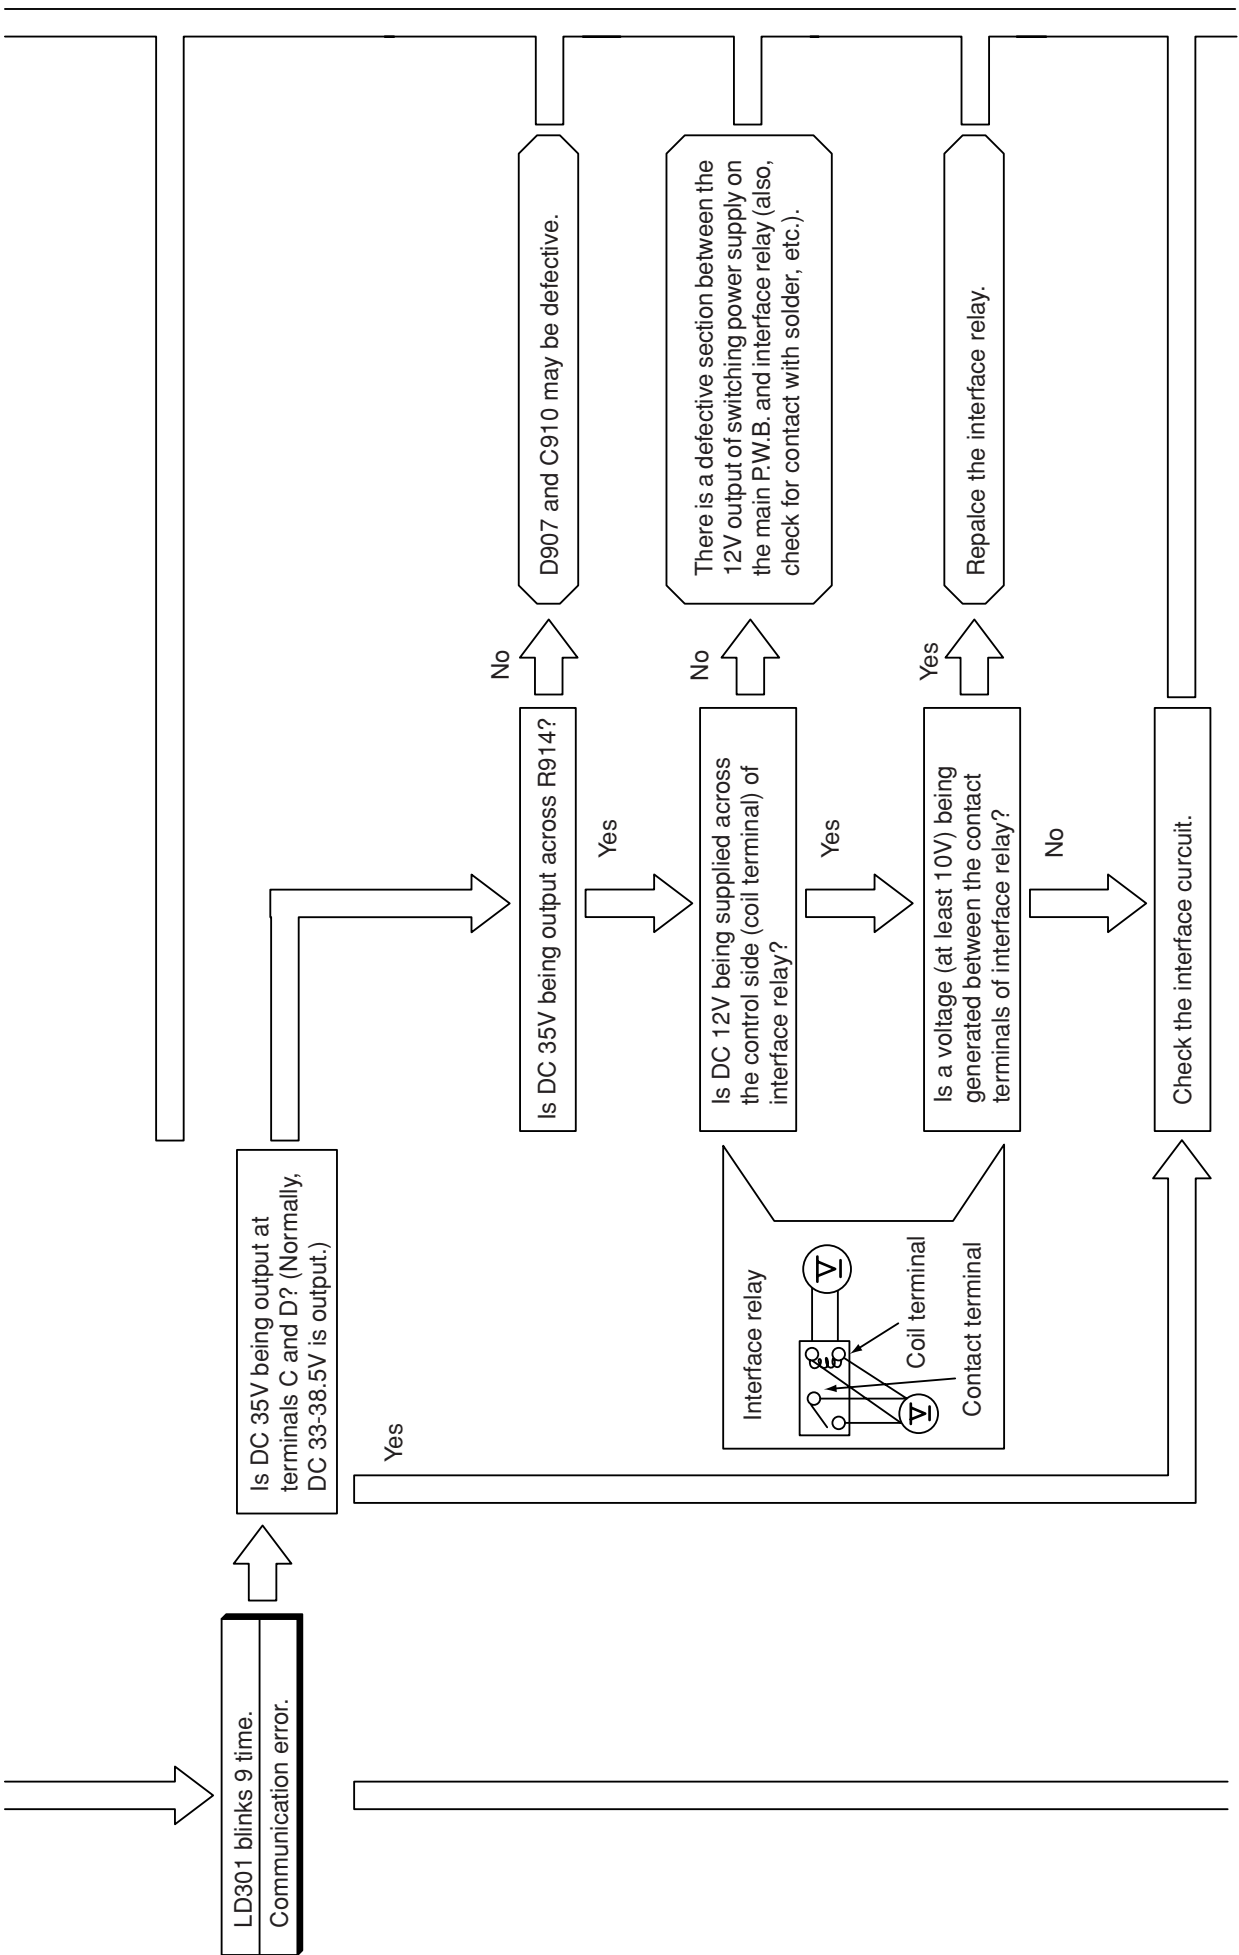 LD301 blinks 9 time.
Communication error.
Is DC 35V being output at
terminals C and D? (Normally,
DC 33-38.5V is output.)
Yes
Is DC 35V being output across R914?
No
D907 and C910 may be defective.
Yes
Is DC 12V being supplied across
the control side (coil terminal) of
interface relay?
No
There is a defective section between the
12V output of switching power supply on
the main P.W.B. and interface relay (also,
check for contact with solder, etc.).
Yes
Interface relay
V
V
Coil terminal
Contact terminal
Is a voltage (at least 10V) being
generated between the contact
terminals of interface relay?
Yes
Repalce the interface relay.
No
Check the interface curcuit.